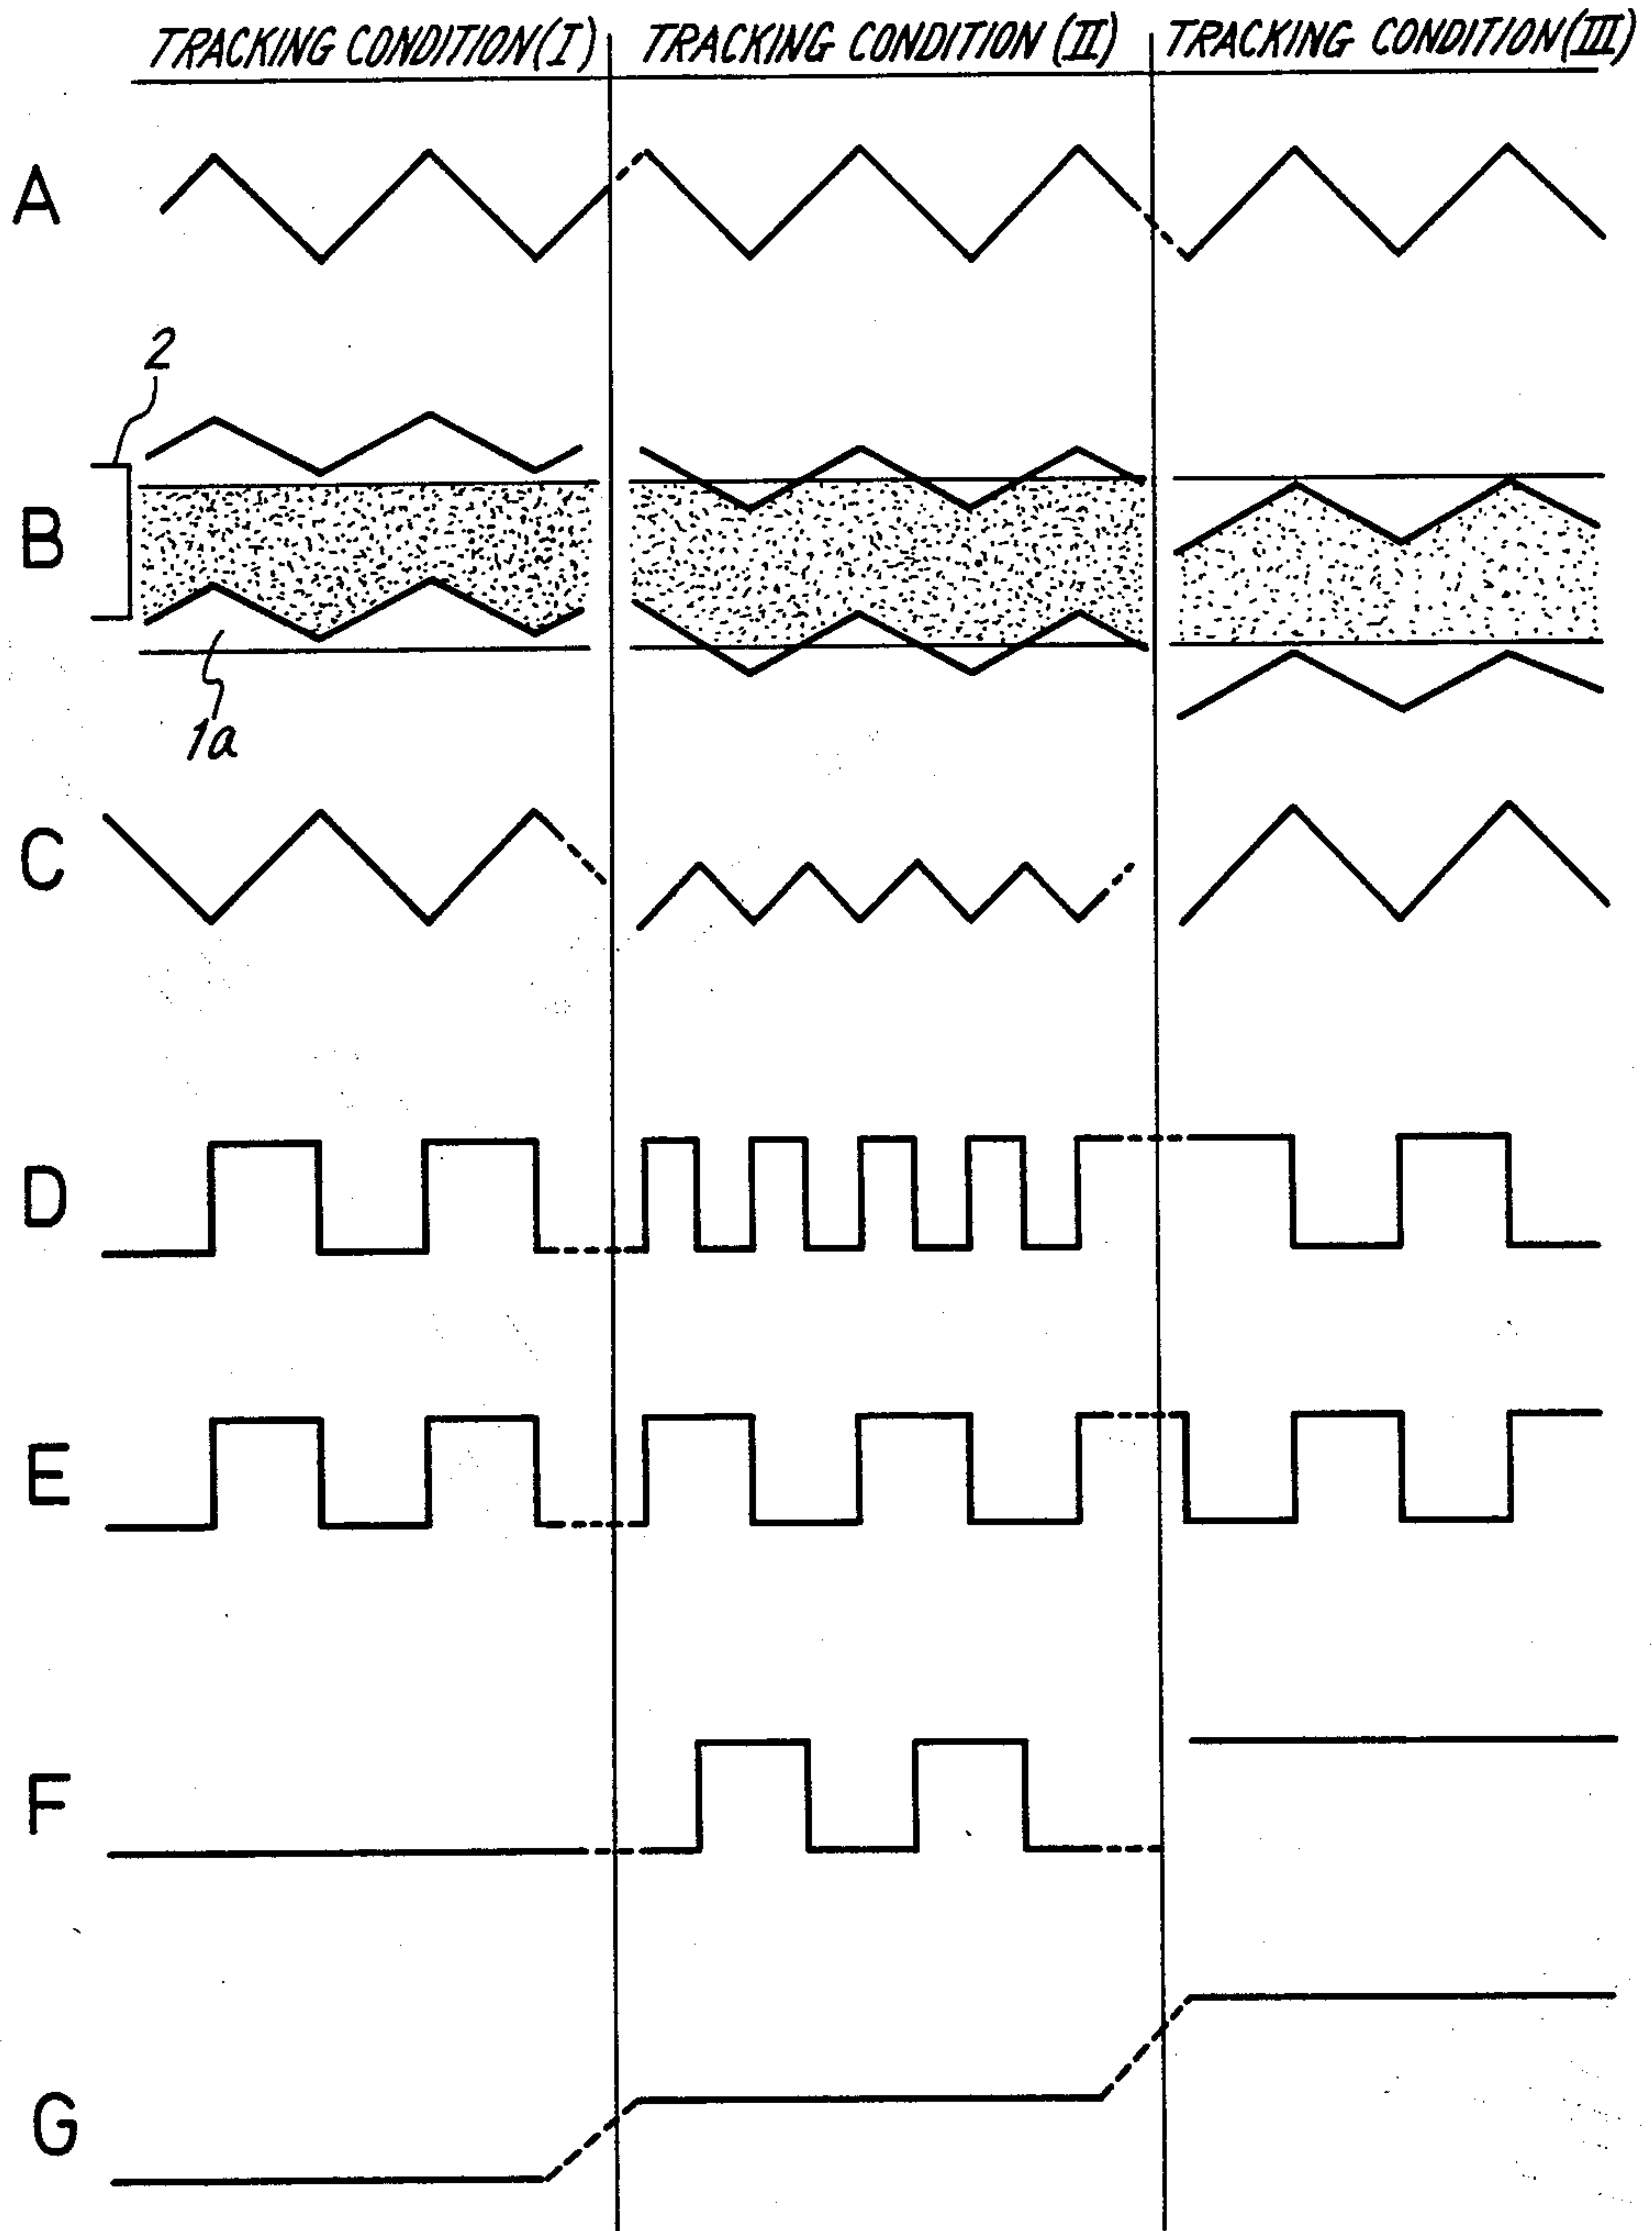 TRACKING CONDITION (I) TRACKING CONDITION (II) TRACKING CONDITION (III)
A
2
B
1a
C
D
E
F
G